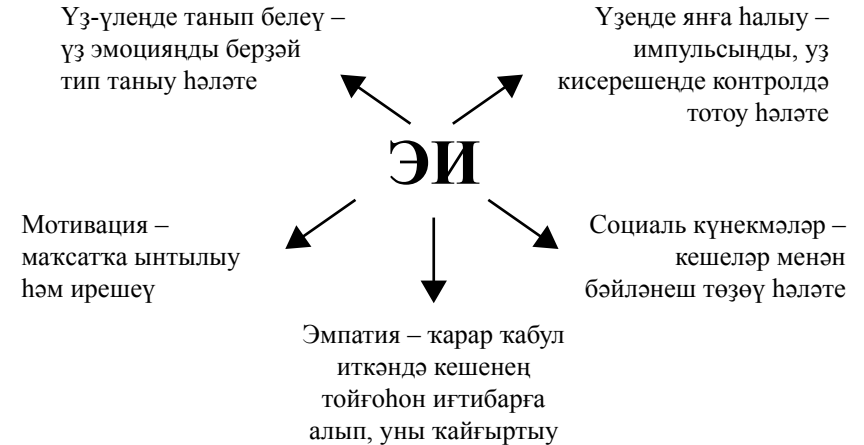 Үҙ-үлеңде танып белеү –
үҙ эмоцияңды берҙәй
тип таныу һәләте
Үҙеңде янға һалыу –
импульсыңды, уҙ
кисерешеңде контролдә
тотоу һәләте
ЭИ
Мотивация –
маҡсатҡа ынтылыу
һәм ирешеү
Социаль күнекмәләр –
кешеләр менән
бәйләнеш төҙөү һәләте
Эмпатия – ҡарар ҡабул
иткәндә кешенең
тойғоһон иғтибарға
алып, уны ҡайғыртыу